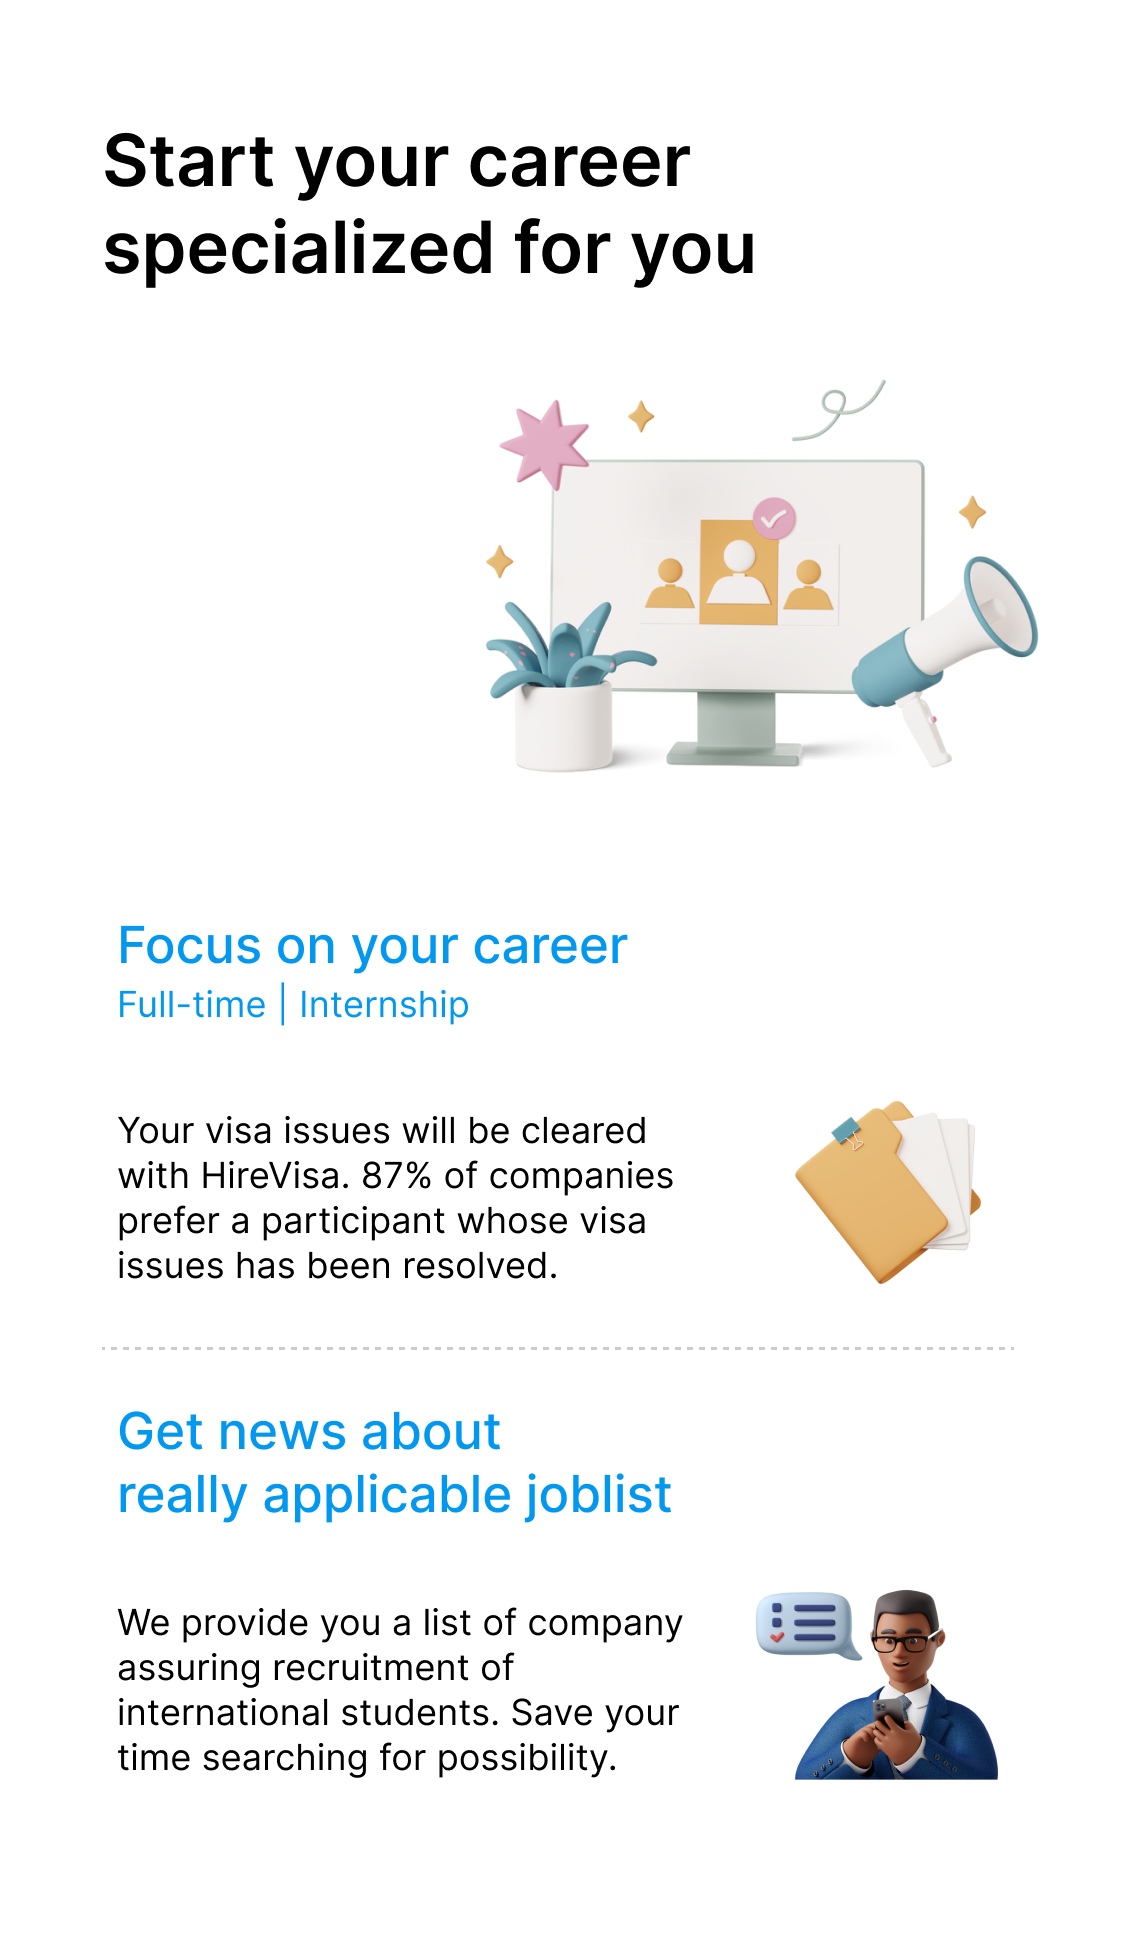 Start your career
specialized for you
Focus on your career
Full-time | Internship
Your visa issues will be cleared
with HireVisa. 87% of companies
prefer a participant whose visa
issues has been resolved.
Get news about
really applicable joblist
We provide you a list of company
assuring recruitment of
international students. Save your
time searching for possibility.